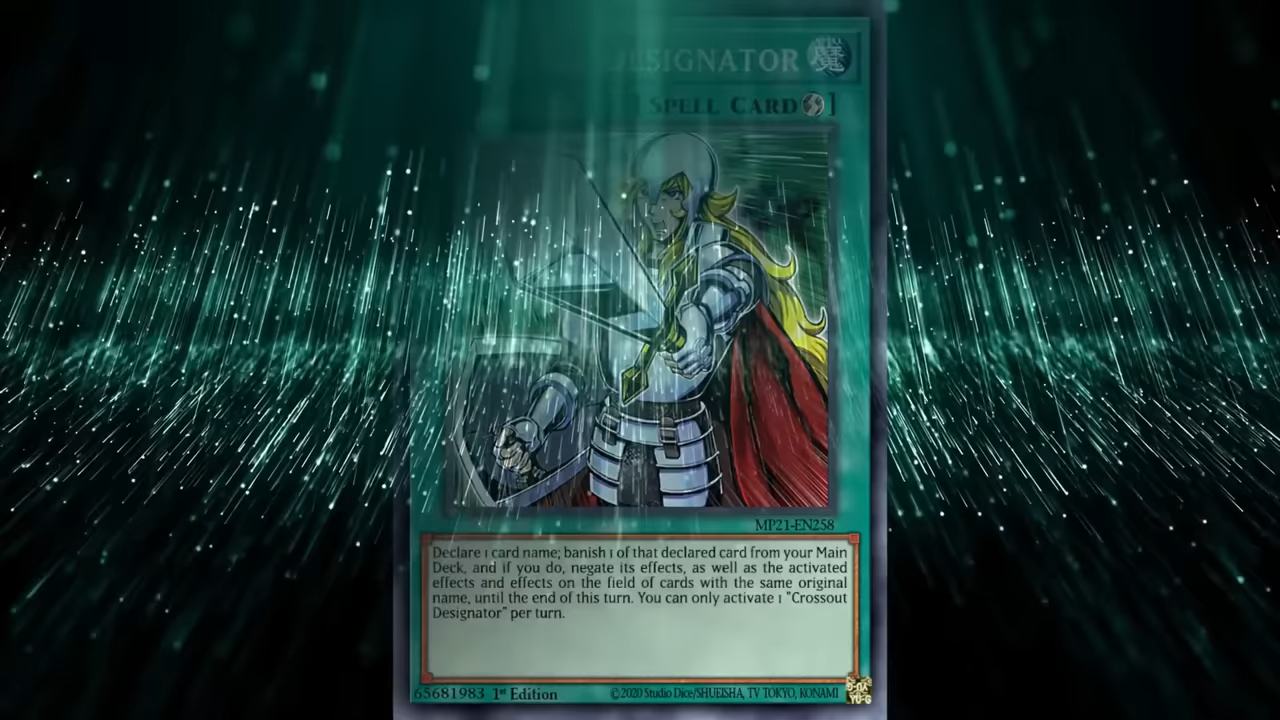 DESIGNATOR 魔
[SPELL CARD]
MP21-EN258
Declare 1 card name; banish 1 of that declared card from your Main
Deck, and if you do, negate its effects, as well as the activated
effects and effects on the field of cards with the same original
name, until the end of this turn. You can only activate 1 "Crossout
Designator" per turn.
65681983 1st Edition ©2020 Studio Dice/SHUEISHA, TV TOKYO, KONAMI